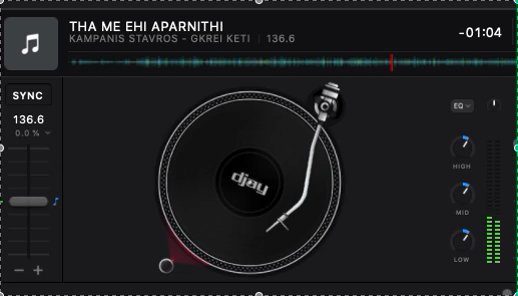 THA ME EHI APARNITHI
KAMPANIS STAVROS - GKREI KETI | 136.6
-01:04
SYNC
136.6
0.0 %
EQ
HIGH
MID
LOW
djay